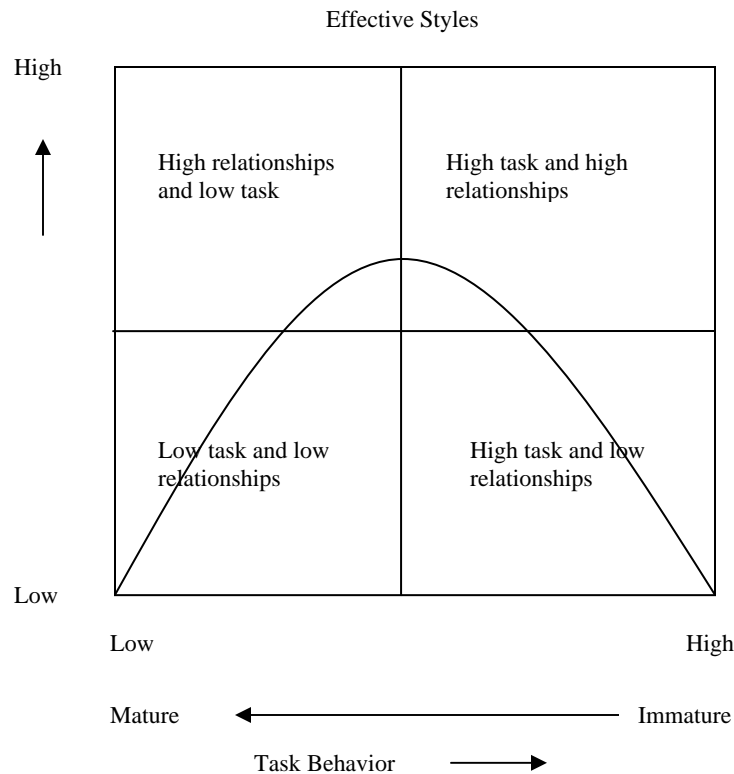 Effective Styles
High
High relationships
and low task
High task and high
relationships
Low task and low
relationships
High task and low
relationships
Low
Low
High
Mature
Immature
Task Behavior